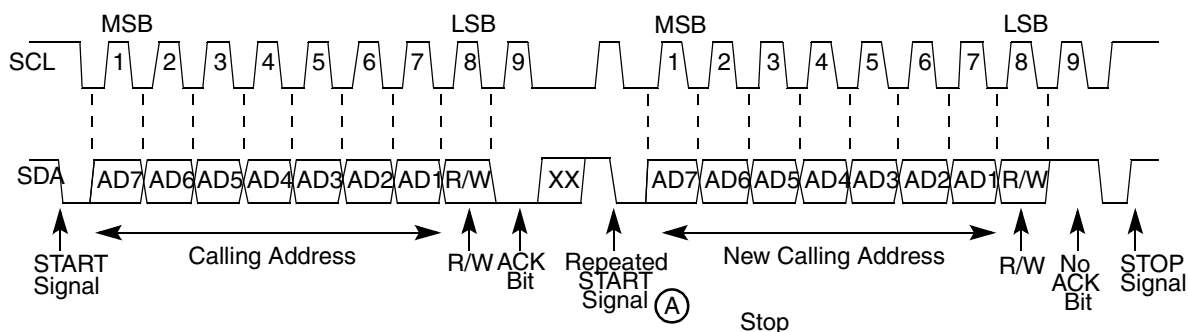 MSB LSB MSB LSB
SCL 1 2 3 4 5 6 7 8 9 1 2 3 4 5 6 7 8 9
SDA AD7 AD6 AD5 AD4 AD3 AD2 AD1 R/W XX AD7 AD6 AD5 AD4 AD3 AD2 AD1 R/W
START Signal
Calling Address
R/W
ACK Bit
Repeated START Signal
A
New Calling Address
R/W
No ACK Bit
STOP Signal
Stop